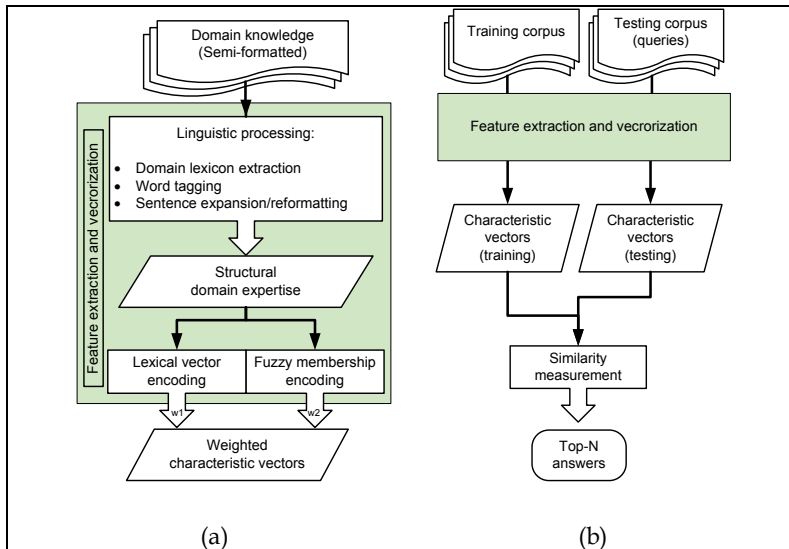 Domain knowledge
(Semi-formatted)
Feature extraction and vecrorization
Linguistic processing:
• Domain lexicon extraction
• Word tagging
• Sentence expansion/reformatting
Structural
domain expertise
Lexical vector
encoding
Fuzzy membership
encoding
w1
w2
Weighted
characteristic vectors
(a)
Training corpus
Testing corpus
(queries)
Feature extraction and vecrorization
Characteristic
vectors
(training)
Characteristic
vectors
(testing)
Similarity
measurement
Top-N
answers
(b)